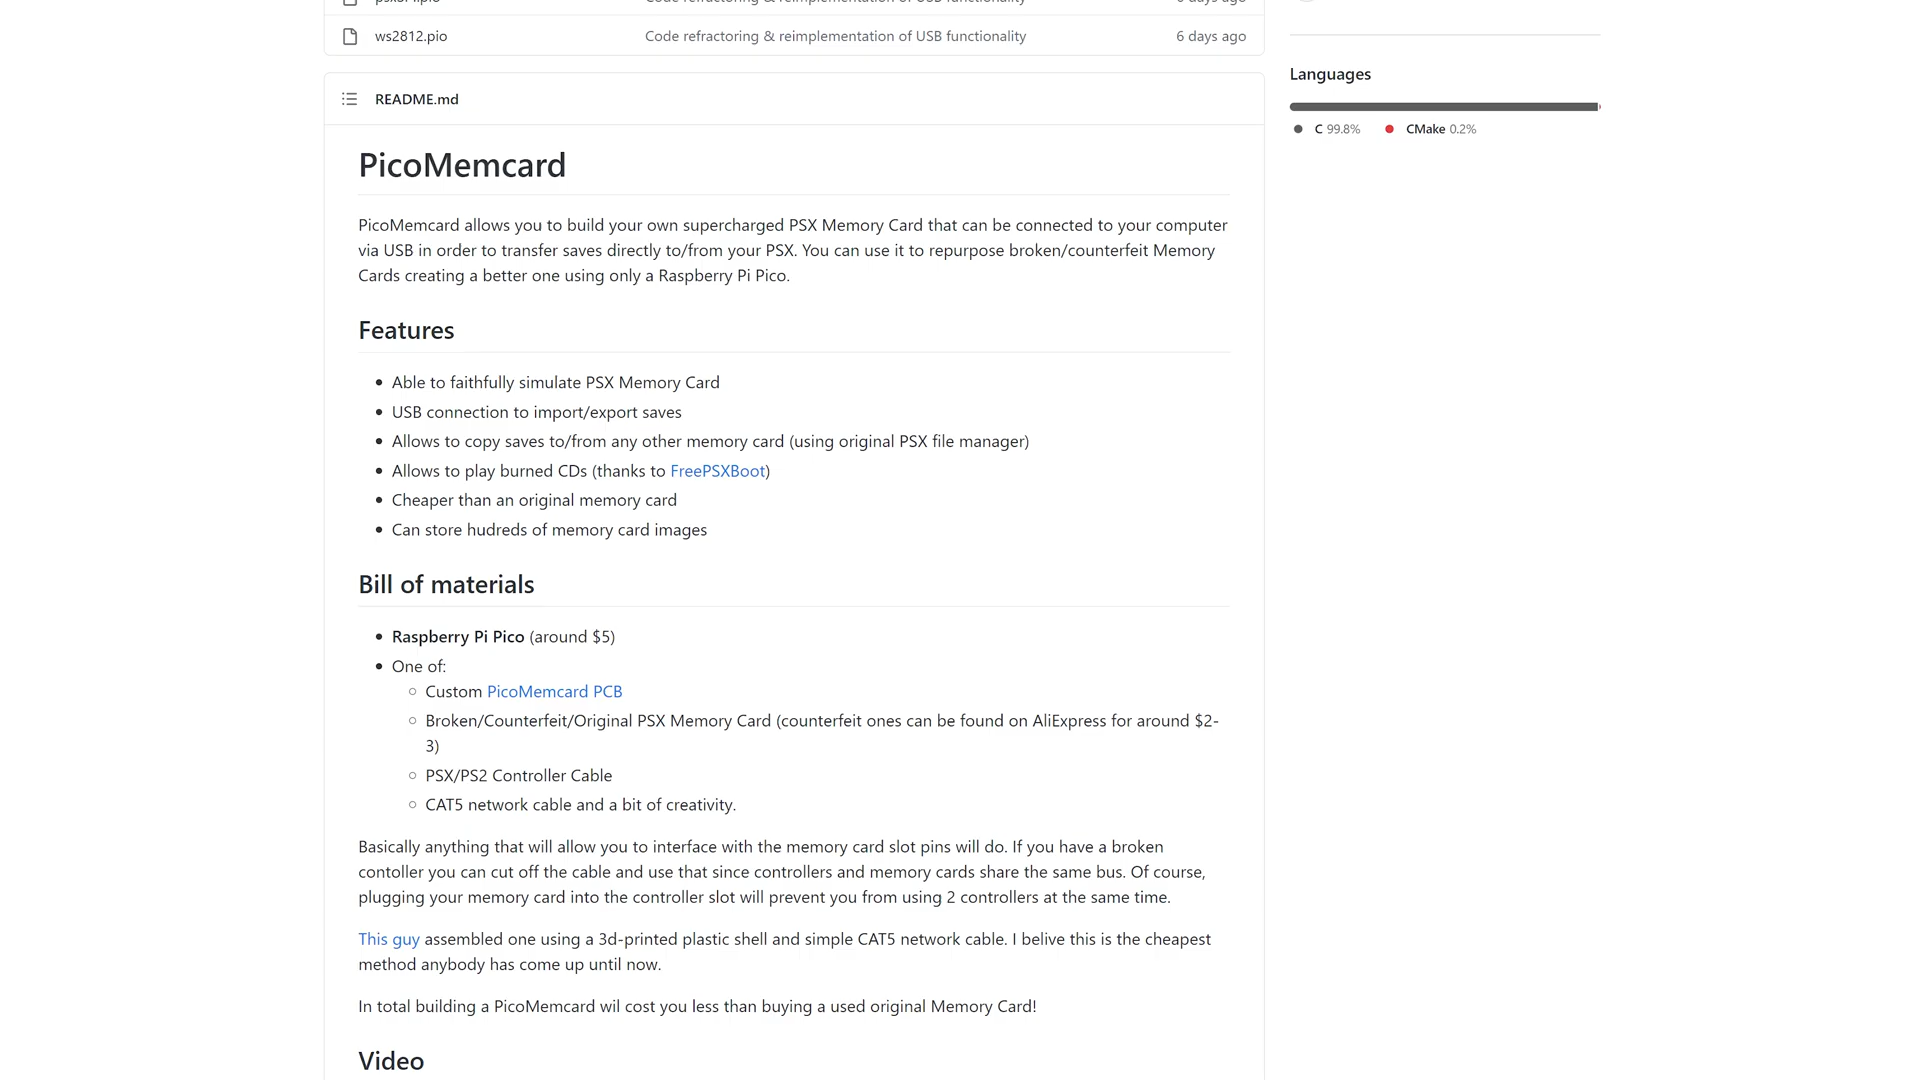 ws2812.pio Code refractoring & reimplementation of USB functionality 6 days ago
README.md
PicoMemcard
PicoMemcard allows you to build your own supercharged PSX Memory Card that can be connected to your computer
via USB in order to transfer saves directly to/from your PSX. You can use it to repurpose broken/counterfeit Memory
Cards creating a better one using only a Raspberry Pi Pico.
Features
• Able to faithfully simulate PSX Memory Card
• USB connection to import/export saves
• Allows to copy saves to/from any other memory card (using original PSX file manager)
• Allows to play burned CDs (thanks to FreePSXBoot)
• Cheaper than an original memory card
• Can store hudreds of memory card images
Bill of materials
• Raspberry Pi Pico (around $5)
• One of:
○ Custom PicoMemcard PCB
○ Broken/Counterfeit/Original PSX Memory Card (counterfeit ones can be found on AliExpress for around $2-
3)
○ PSX/PS2 Controller Cable
○ CAT5 network cable and a bit of creativity.
Basically anything that will allow you to interface with the memory card slot pins will do. If you have a broken
contoller you can cut off the cable and use that since controllers and memory cards share the same bus. Of course,
plugging your memory card into the controller slot will prevent you from using 2 controllers at the same time.
This guy assembled one using a 3d-printed plastic shell and simple CAT5 network cable. I belive this is the cheapest
method anybody has come up until now.
In total building a PicoMemcard wil cost you less than buying a used original Memory Card!
Video
Languages
C 99.8% CMake 0.2%